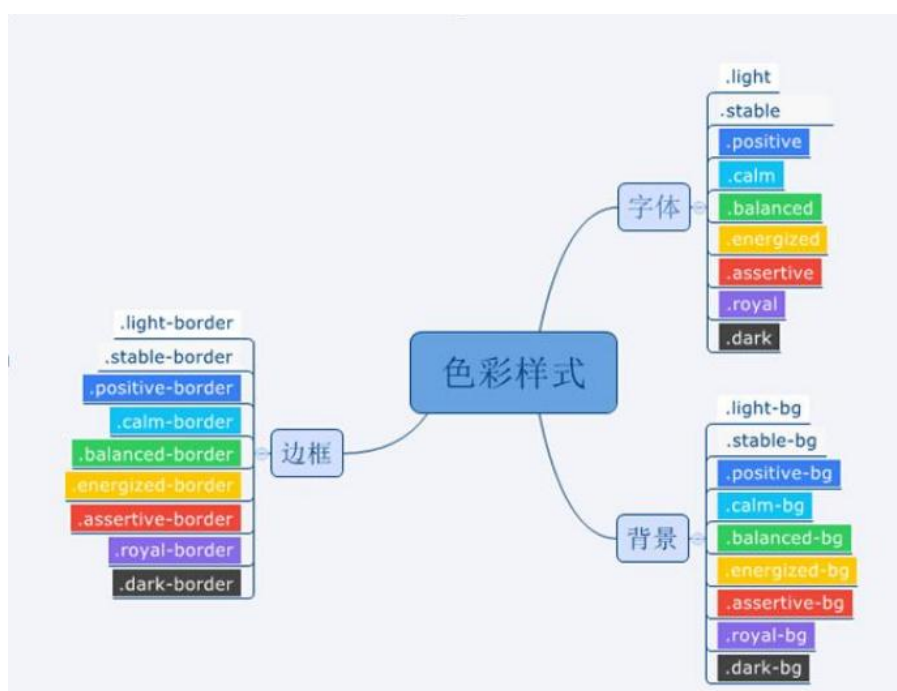 色彩样式
字体
.light
.stable
.positive
.calm
.balanced
.energized
.assertive
.royal
.dark
背景
.light-bg
.stable-bg
.positive-bg
.calm-bg
.balanced-bg
.energized-bg
.assertive-bg
.royal-bg
.dark-bg
边框
.light-border
.stable-border
.positive-border
.calm-border
.balanced-border
.energized-border
.assertive-border
.royal-border
.dark-border